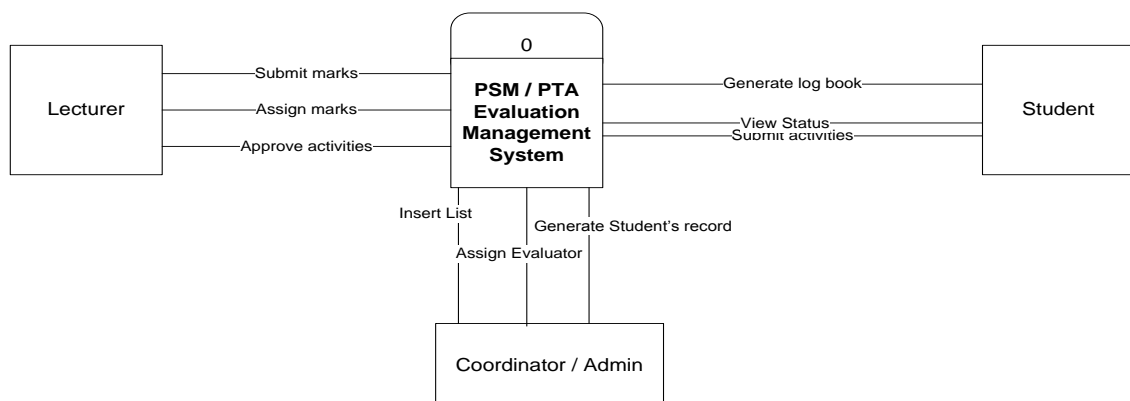 0
Lecturer
Submit marks
Assign marks
Approve activities
PSM / PTA
Evaluation
Management
System
Generate log book
View Status
Submit activities
Student
Insert List
Generate Student's record
Assign Evaluator
Coordinator / Admin